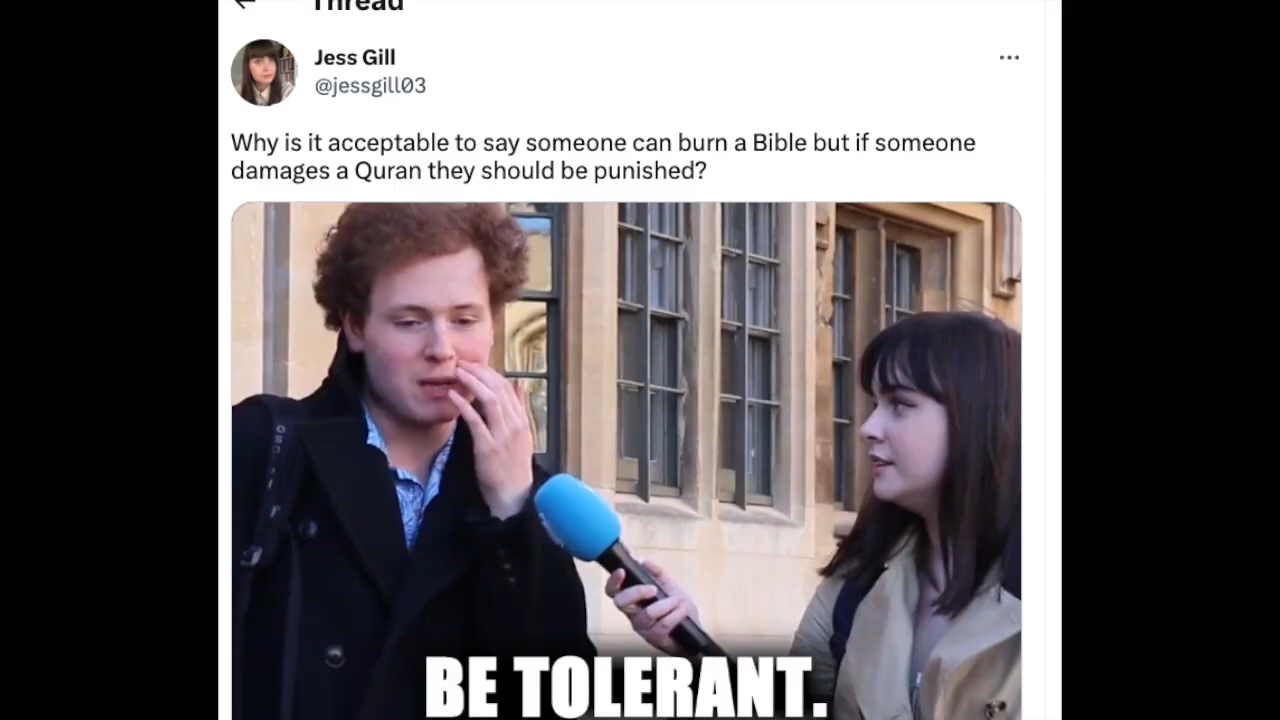 Thread
Jess Gill
@jessgill03
Why is it acceptable to say someone can burn a Bible but if someone
damages a Quran they should be punished?
BE TOLERANT.